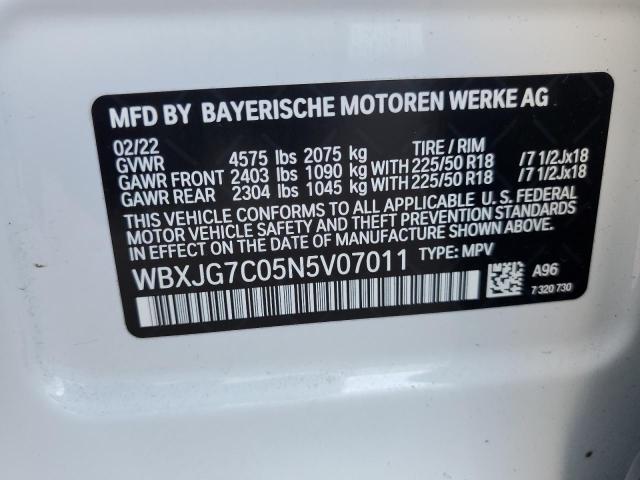 MFD BY BAYERISCHE MOTOREN WERKE AG
02/22 TIRE / RIM
GVWR 4575 lbs 2075 kg
GAWR FRONT 2403 lbs 1090 kg WITH 225/50 R18 /7 1/2Jx18
GAWR REAR 2304 lbs 1045 kg WITH 225/50 R18 /7 1/2Jx18
THIS VEHICLE CONFORMS TO ALL APPLICABLE U. S. FEDERAL
MOTOR VEHICLE SAFETY AND THEFT PREVENTION STANDARDS
IN EFFECT ON THE DATE OF MANUFACTURE SHOWN ABOVE.
WBXJG7C05N5V07011 TYPE: MPV
A96
7 320 730